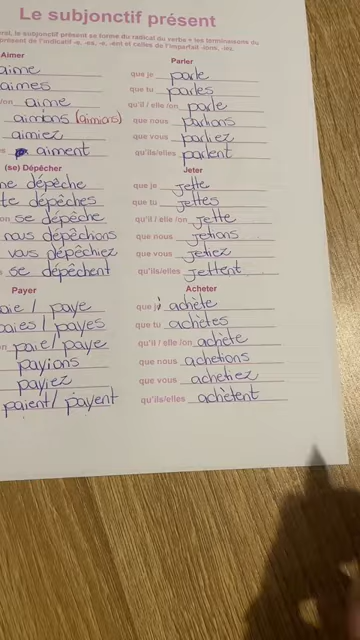 Le subjonctif présent
le subjonctif présent se forme du radical du verbe + les terminaisons du
présent de l'indicatif -e, -es, -e, -ent et celles de l'imparfait -ions, -iez.
Aimer
aime
aimes
/on aime
aimions (aimions)
aimiez
s aiment
(se) Dépêcher
me dépêche
te dépêches
on se dépêche
nous dépêchions
vous dépêchiez
se dépêchent
Payer
paie / paye
paies / payes
on paie / paye
payions
payiez
paient / payent
Parler
que je parle
que tu parles
qu'il / elle /on parle
que nous parlions
que vous parliez
qu'ils/elles parlent
Jeter
que je jette
que tu jettes
qu'il / elle /on jette
que nous jetions
que vous jetiez
qu'ils/elles jettent
Acheter
que j' achète
que tu achètes
qu'il / elle /on achète
que nous achetions
que vous achetiez
qu'ils/elles achètent